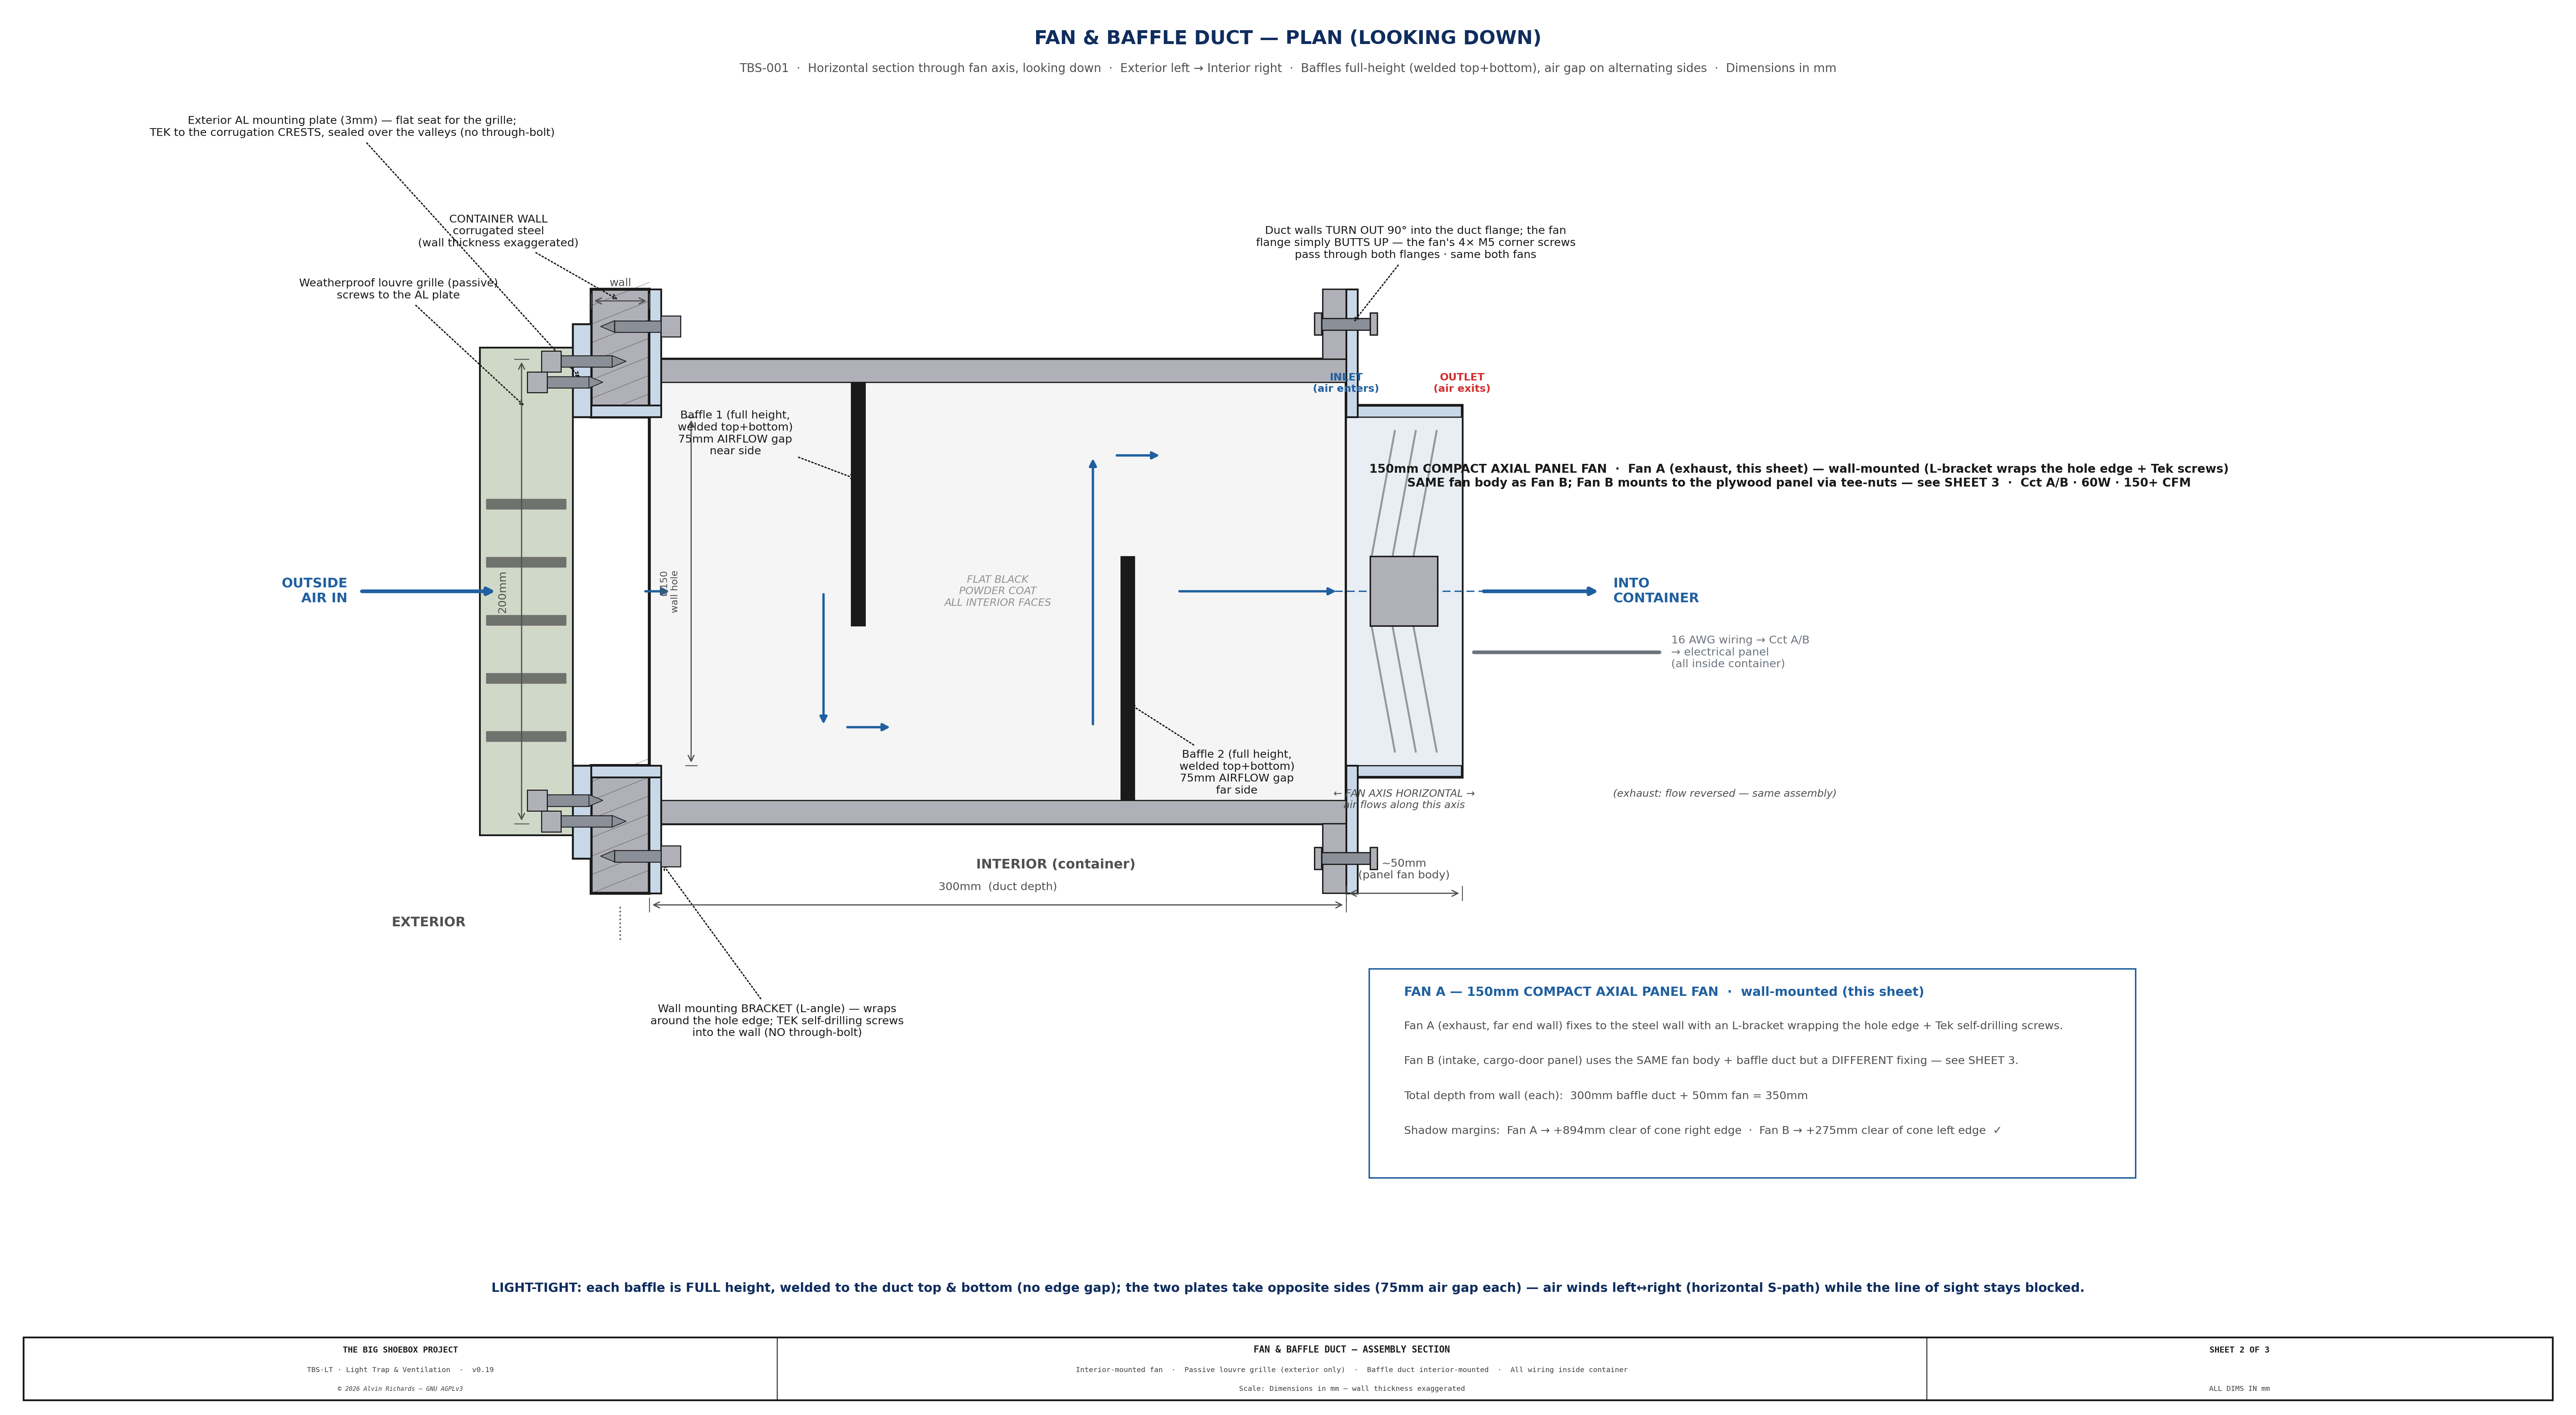 FAN & BAFFLE DUCT — PLAN (LOOKING DOWN)
TBS-001  ·  Horizontal section through fan axis, looking down  ·  Exterior left → Interior right  ·  Baffles full-height (welded top+bottom), air gap on alternating sides  ·  Dimensions in mm
Exterior AL mounting plate (3mm) — flat seat for the grille;
TEK to the corrugation CRESTS, sealed over the valleys (no through-bolt)
CONTAINER WALL
corrugated steel
(wall thickness exaggerated)
Weatherproof louvre grille (passive)
screws to the AL plate
wall
Duct walls TURN OUT 90° into the duct flange; the fan
flange simply BUTTS UP — the fan's 4× M5 corner screws
pass through both flanges · same both fans
INLET
(air enters)
OUTLET
(air exits)
Baffle 1 (full height,
welded top+bottom)
75mm AIRFLOW gap
near side
150mm COMPACT AXIAL PANEL FAN  ·  Fan A (exhaust, this sheet) — wall-mounted (L-bracket wraps the hole edge + Tek screws)
SAME fan body as Fan B; Fan B mounts to the plywood panel via tee-nuts — see SHEET 3  ·  Cct A/B · 60W · 150+ CFM
OUTSIDE
AIR IN
200mm
Ø150
wall hole
FLAT BLACK
POWDER COAT
ALL INTERIOR FACES
INTO
CONTAINER
16 AWG wiring → Cct A/B
→ electrical panel
(all inside container)
Baffle 2 (full height,
welded top+bottom)
75mm AIRFLOW gap
far side
← FAN AXIS HORIZONTAL →
air flows along this axis
(exhaust: flow reversed — same assembly)
INTERIOR (container)
300mm  (duct depth)
~50mm
(panel fan body)
EXTERIOR
Wall mounting BRACKET (L-angle) — wraps
around the hole edge; TEK self-drilling screws
into the wall (NO through-bolt)
FAN A — 150mm COMPACT AXIAL PANEL FAN  ·  wall-mounted (this sheet)
Fan A (exhaust, far end wall) fixes to the steel wall with an L-bracket wrapping the hole edge + Tek self-drilling screws.
Fan B (intake, cargo-door panel) uses the SAME fan body + baffle duct but a DIFFERENT fixing — see SHEET 3.
Total depth from wall (each):  300mm baffle duct + 50mm fan = 350mm
Shadow margins:  Fan A → +894mm clear of cone right edge  ·  Fan B → +275mm clear of cone left edge  ✓
LIGHT-TIGHT: each baffle is FULL height, welded to the duct top & bottom (no edge gap); the two plates take opposite sides (75mm air gap each) — air winds left↔right (horizontal S-path) while the line of sight stays blocked.
THE BIG SHOEBOX PROJECT
TBS-LT · Light Trap & Ventilation  ·  v0.19
© 2026 Alvin Richards — GNU AGPLv3
FAN & BAFFLE DUCT — ASSEMBLY SECTION
Interior-mounted fan  ·  Passive louvre grille (exterior only)  ·  Baffle duct interior-mounted  ·  All wiring inside container
Scale: Dimensions in mm — wall thickness exaggerated
SHEET 2 OF 3
ALL DIMS IN mm